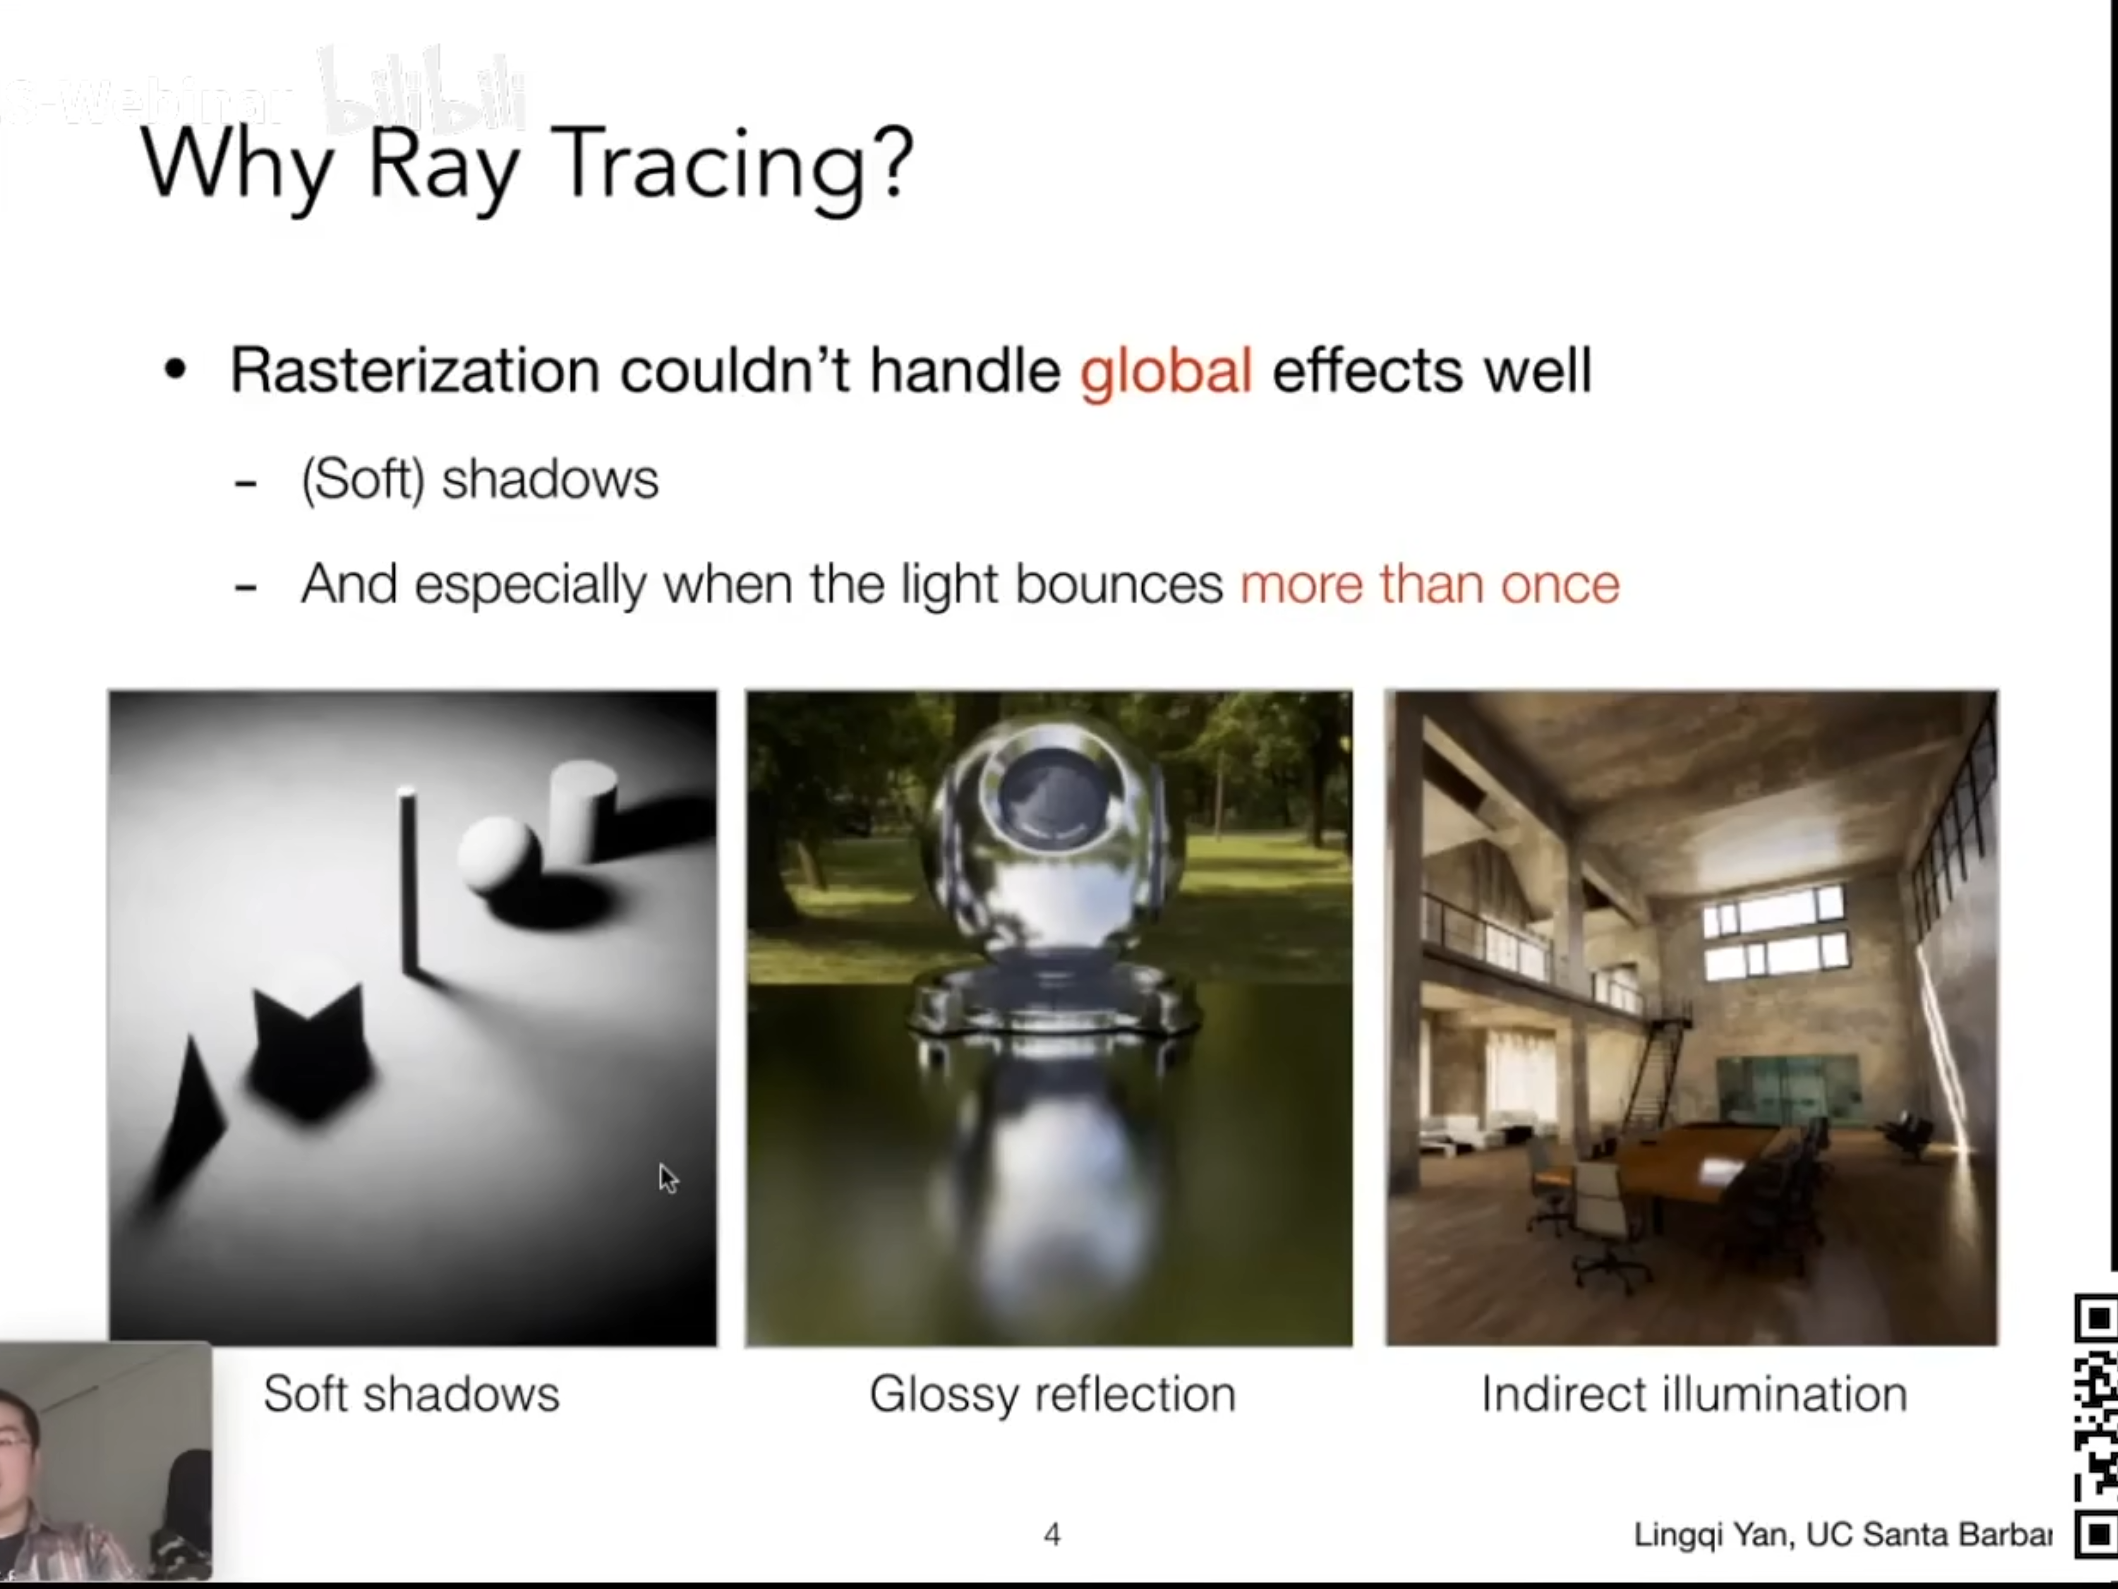 S-Webinar bilibili
Why Ray Tracing?
• Rasterization couldn't handle global effects well
- (Soft) shadows
- And especially when the light bounces more than once
Soft shadows Glossy reflection Indirect illumination
4
Lingqi Yan, UC Santa Barbar